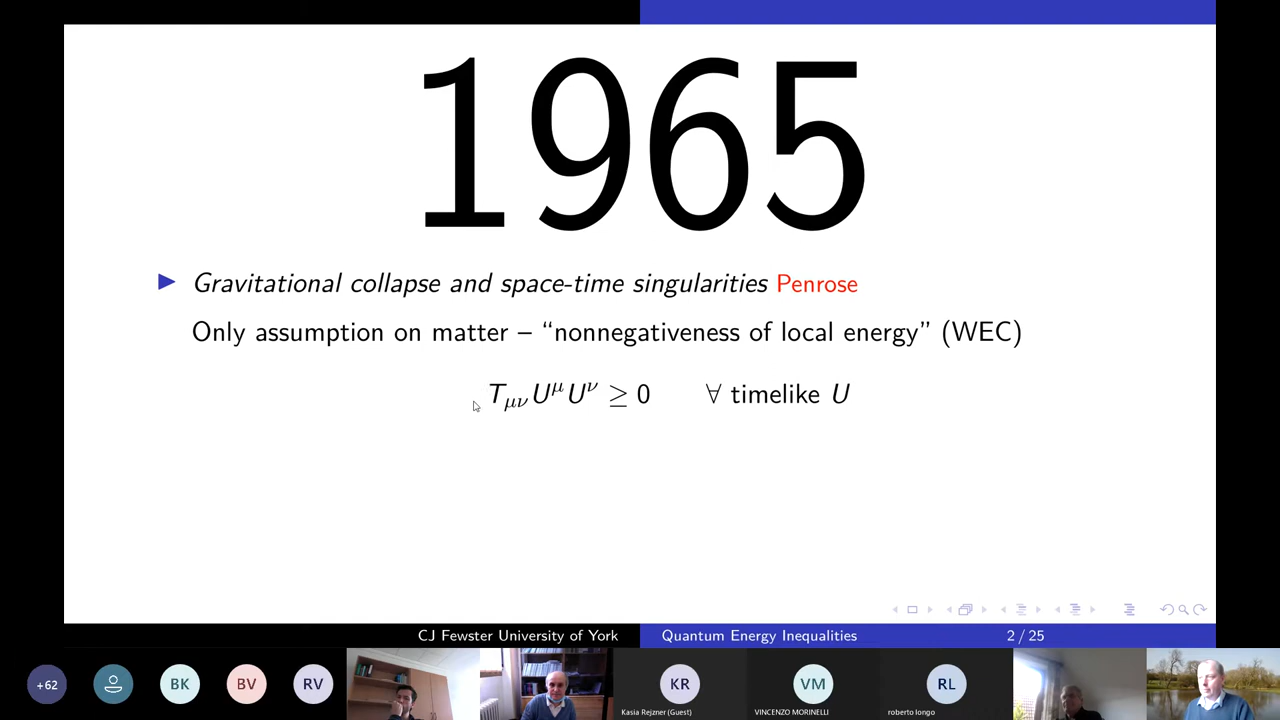 1965
▶ Gravitational collapse and space-time singularities Penrose
Only assumption on matter – “nonnegativeness of local energy” (WEC)
T_{μν} U^μ U^ν ≥ 0 ∀ timelike U
CJ Fewster University of York
Quantum Energy Inequalities
2 / 25
+62
BK
BV
RV
KR
Kasia Rejzner (Guest)
VM
VINCENZO MORINELLI
RL
roberto longo